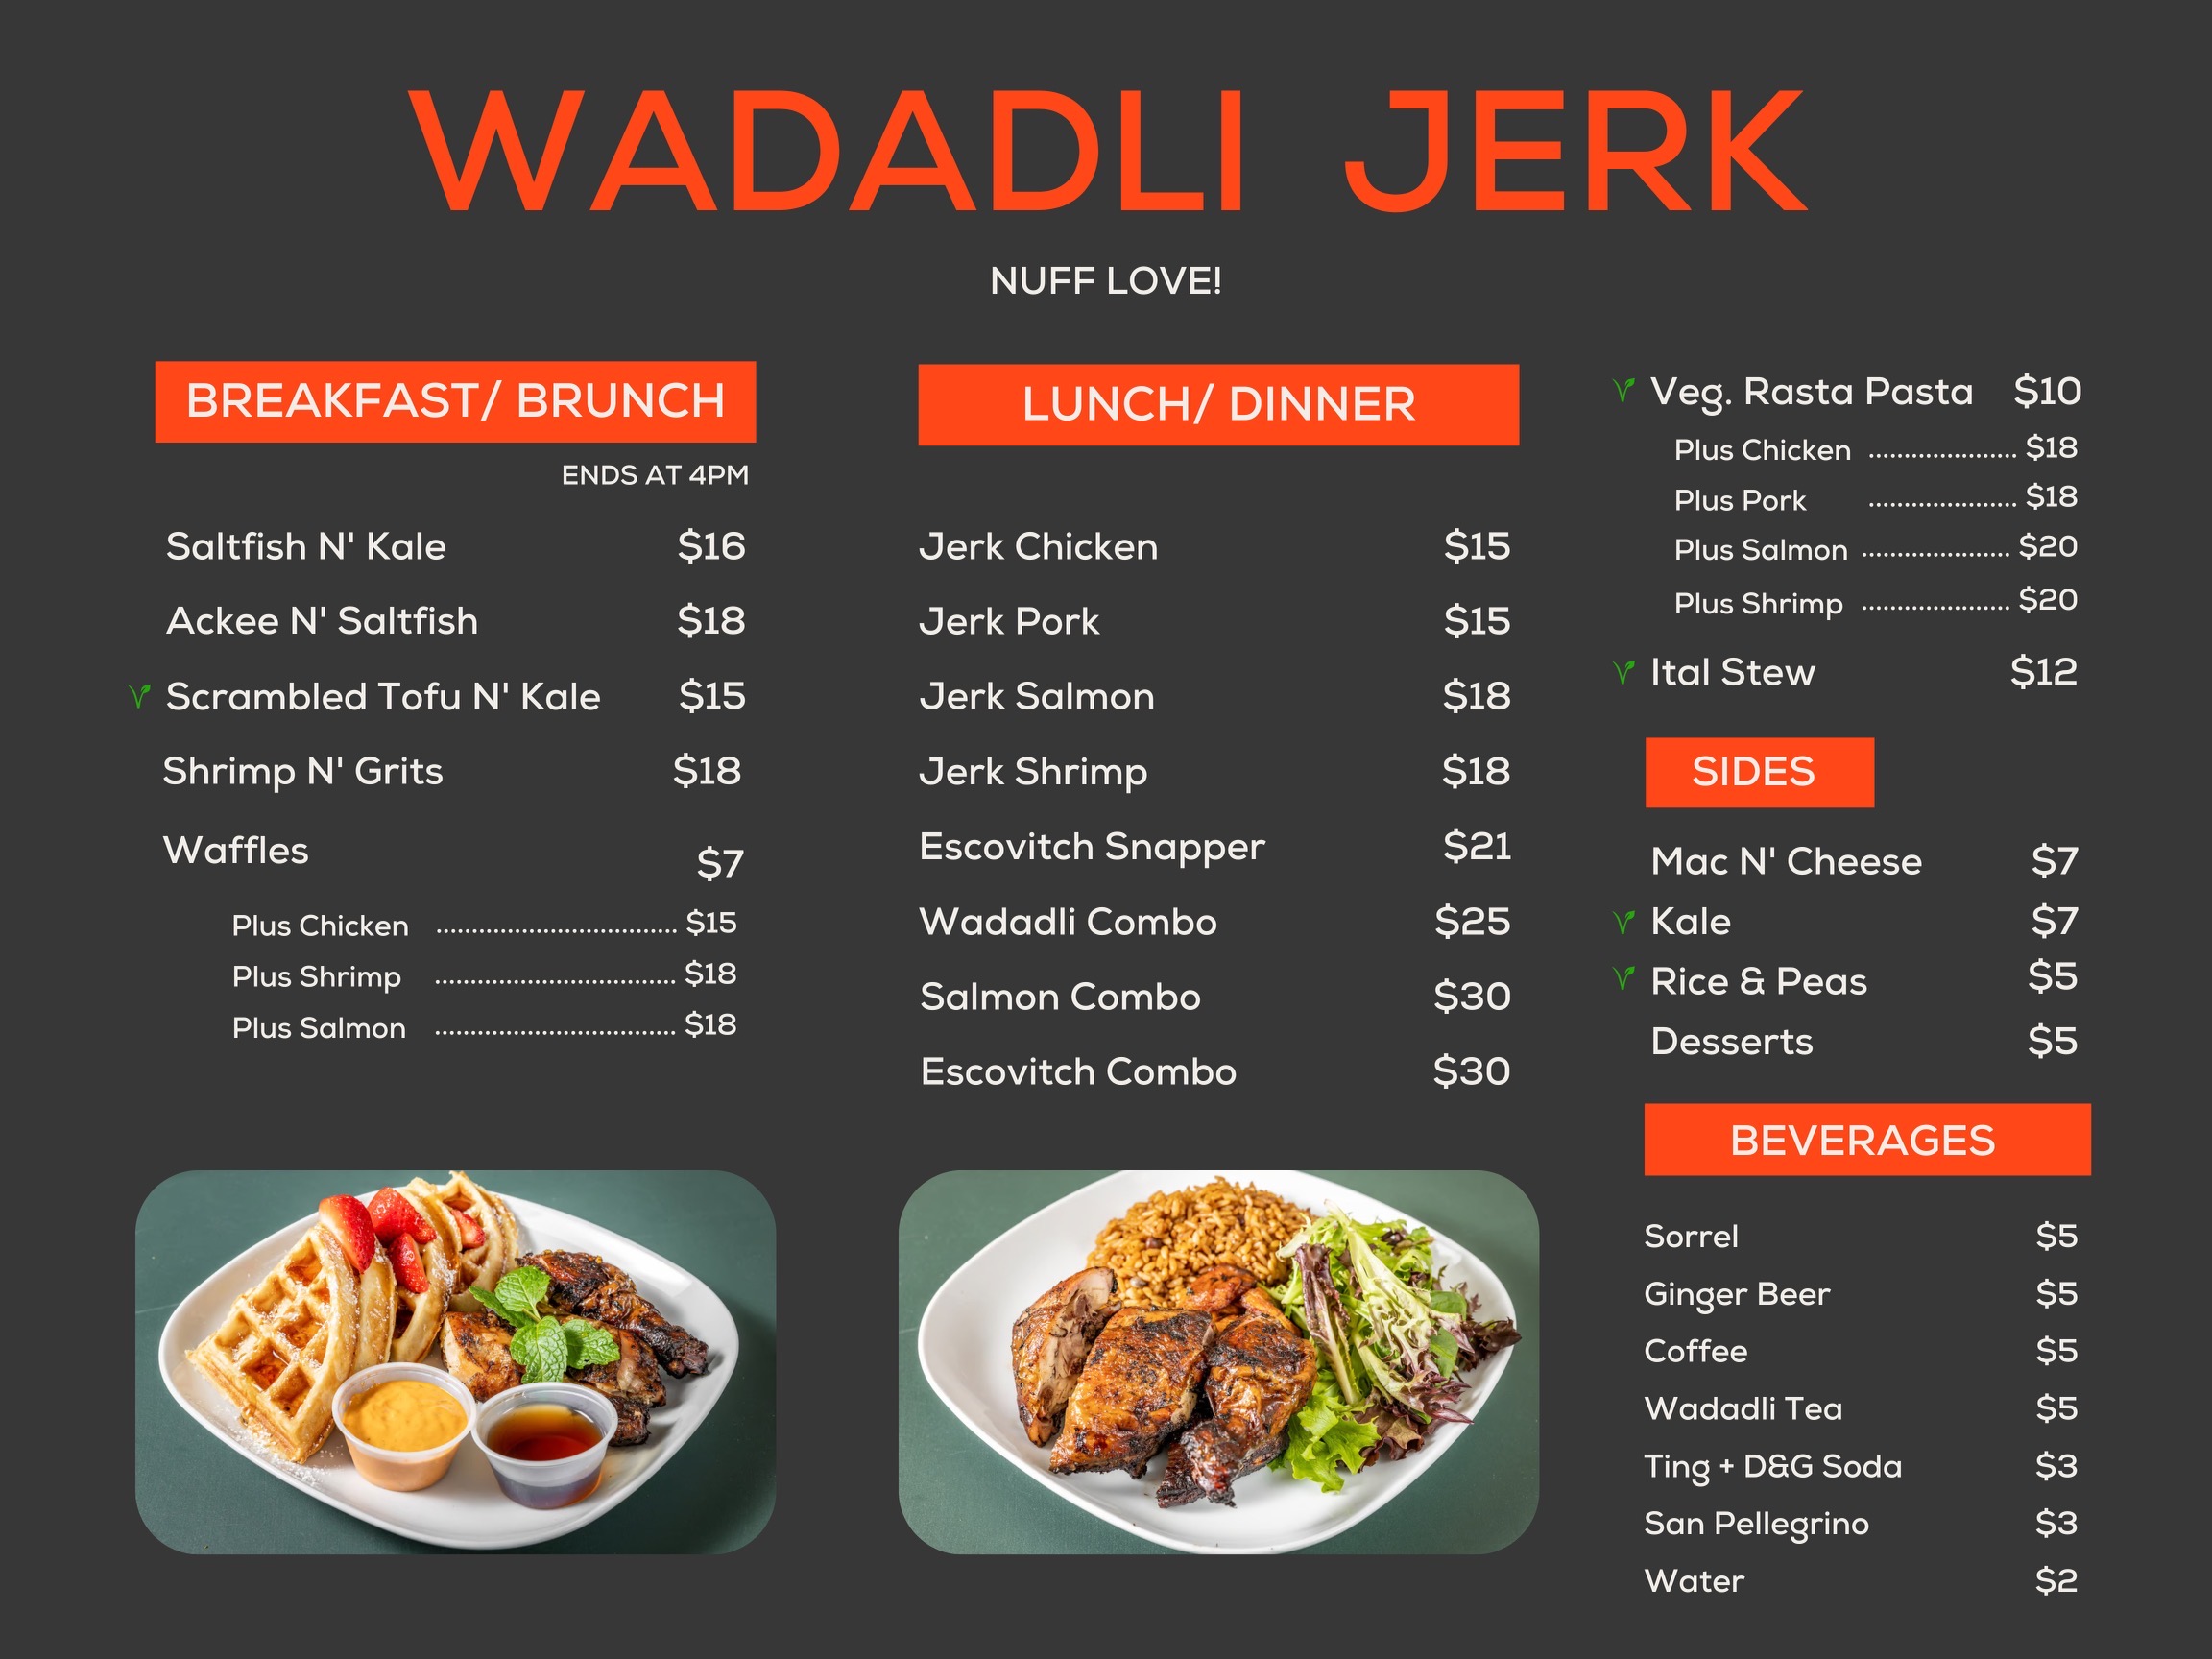 WADADLI JERK
NUFF LOVE!
BREAKFAST/ BRUNCH
ENDS AT 4PM
Saltfish N' Kale $16
Ackee N' Saltfish $18
Scrambled Tofu N' Kale $15
Shrimp N' Grits $18
Waffles $7
Plus Chicken .................................. $15
Plus Shrimp .................................. $18
Plus Salmon .................................. $18
LUNCH/ DINNER
Jerk Chicken $15
Jerk Pork $15
Jerk Salmon $18
Jerk Shrimp $18
Escovitch Snapper $21
Wadadli Combo $25
Salmon Combo $30
Escovitch Combo $30
Veg. Rasta Pasta $10
Plus Chicken ..................... $18
Plus Pork ..................... $18
Plus Salmon ..................... $20
Plus Shrimp ..................... $20
Ital Stew $12
SIDES
Mac N' Cheese $7
Kale $7
Rice & Peas $5
Desserts $5
BEVERAGES
Sorrel $5
Ginger Beer $5
Coffee $5
Wadadli Tea $5
Ting + D&G Soda $3
San Pellegrino $3
Water $2